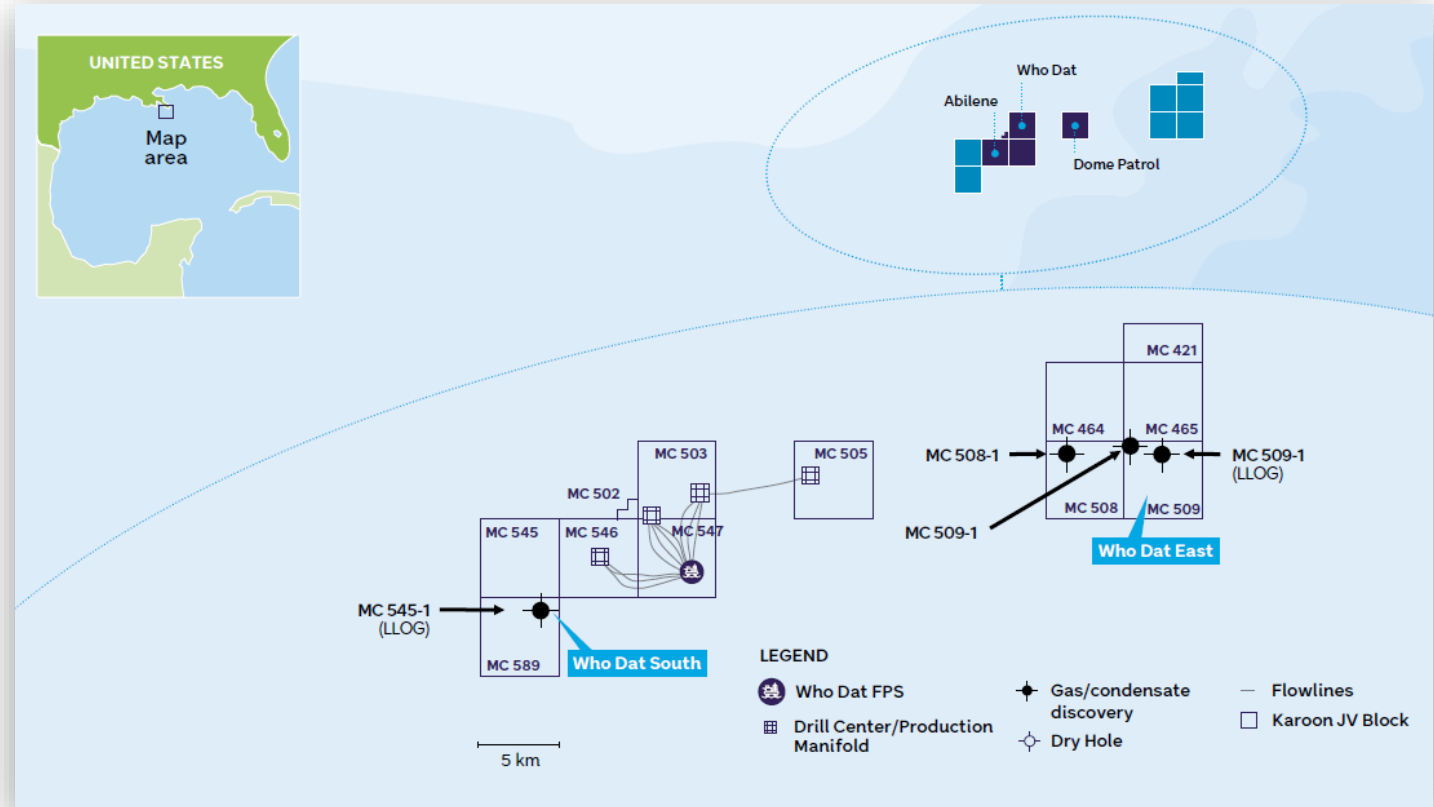 UNITED STATES
Map
area
Who Dat
Abilene
Dome Patrol
MC 421
MC 464
MC 465
MC 508-1
MC 509-1
(LLOG)
MC 503
MC 505
MC 502
MC 508
MC 509
MC 509-1
MC 545
MC 546
MC 547
Who Dat East
MC 545-1
(LLOG)
MC 589
Who Dat South
LEGEND
Who Dat FPS
Drill Center/Production
Manifold
Gas/condensate
discovery
Dry Hole
Flowlines
Karoon JV Block
5 km